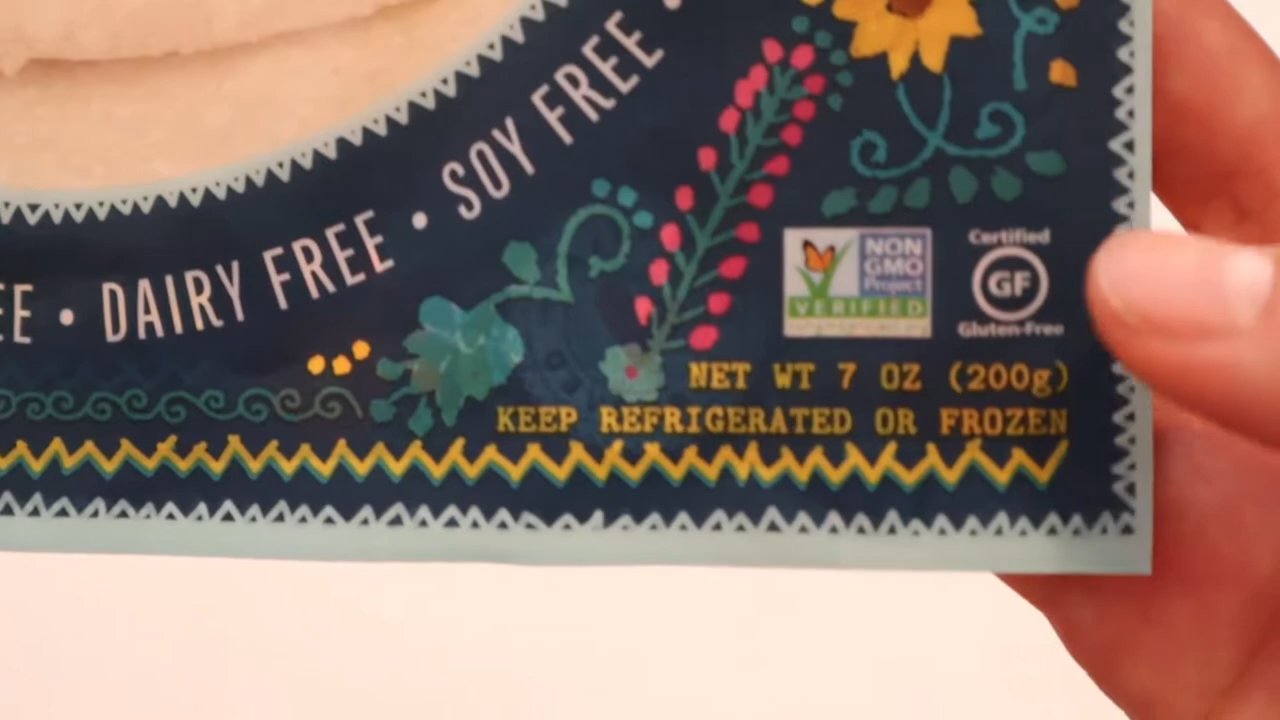 EE • DAIRY FREE • SOY FREE •
NON
GMO
Project
VERIFIED
Certified
GF
Gluten-Free
NET WT 7 OZ (200g)
KEEP REFRIGERATED OR FROZEN